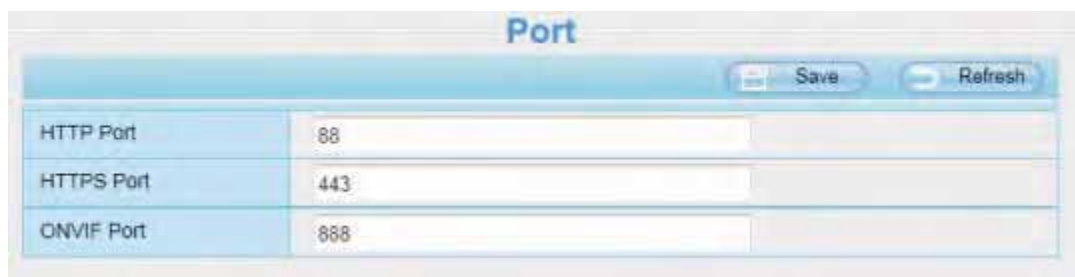 Port
Save Refresh
HTTP Port 88
HTTPS Port 443
ONVIF Port 888